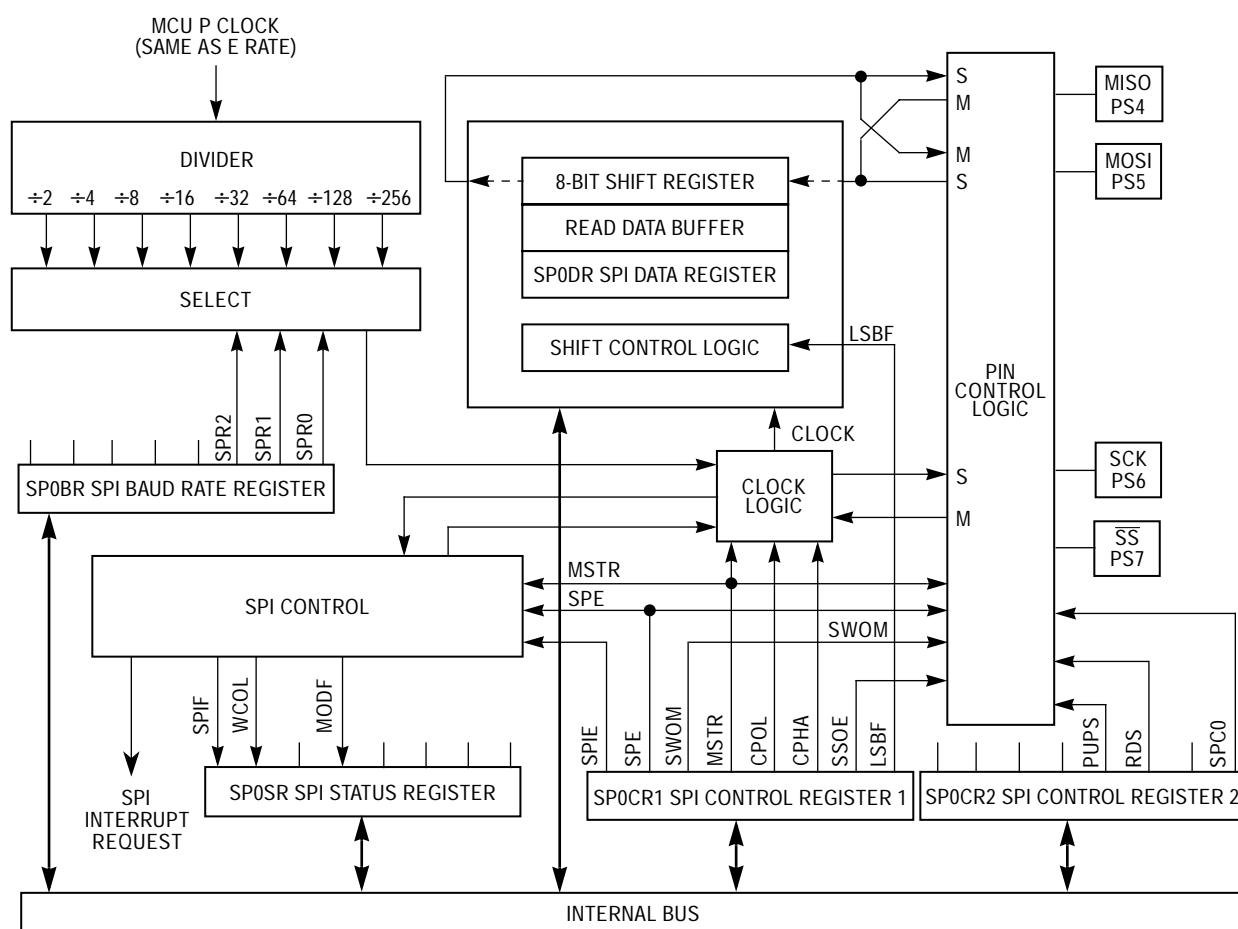 MCU P CLOCK
(SAME AS E RATE)
DIVIDER
÷2 ÷4 ÷8 ÷16 ÷32 ÷64 ÷128 ÷256
SELECT
SPR2
SPR1
SPR0
SP0BR SPI BAUD RATE REGISTER
8-BIT SHIFT REGISTER
READ DATA BUFFER
SP0DR SPI DATA REGISTER
SHIFT CONTROL LOGIC
LSBF
CLOCK
CLOCK
LOGIC
S
M
M
S
S
M
PIN
CONTROL
LOGIC
MISO
PS4
MOSI
PS5
SCK
PS6
SS
PS7
SPI CONTROL
MSTR
SPE
SWOM
SPIF
WCOL
MODF
SPI
INTERRUPT
REQUEST
SP0SR SPI STATUS REGISTER
SPIE
SPE
SWOM
MSTR
CPOL
CPHA
SSOE
LSBF
SP0CR1 SPI CONTROL REGISTER 1
PUPS
RDS
SPC0
SP0CR2 SPI CONTROL REGISTER 2
INTERNAL BUS